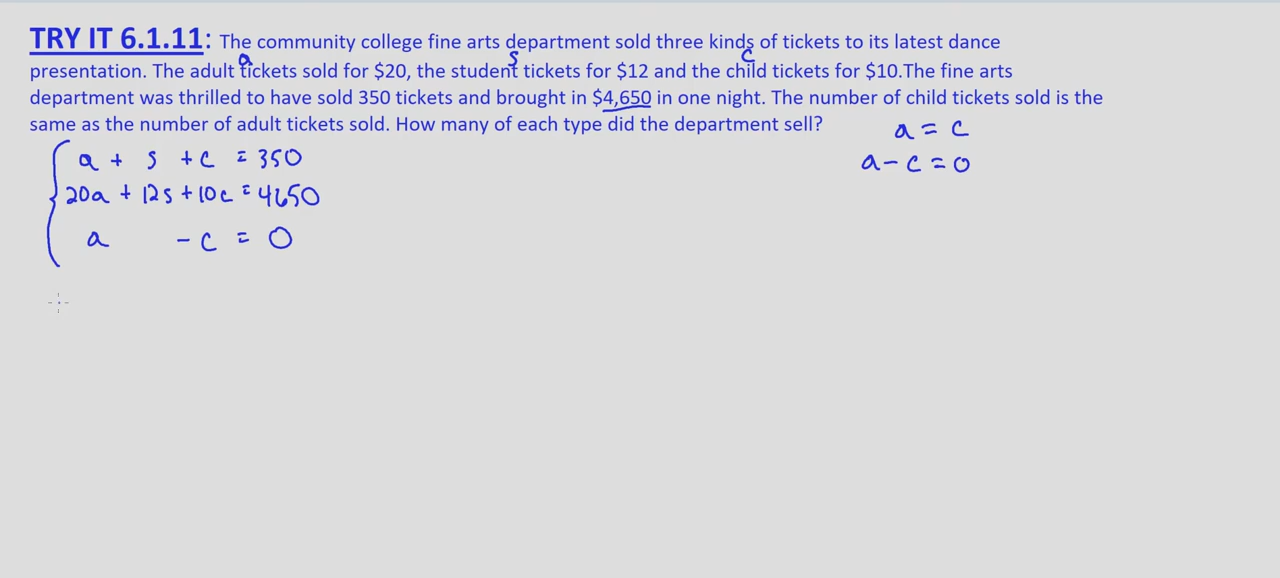 TRY IT 6.1.11: The community college fine arts department sold three kinds of tickets to its latest dance
a s c
presentation. The adult tickets sold for $20, the student tickets for $12 and the child tickets for $10.The fine arts
department was thrilled to have sold 350 tickets and brought in $4,650 in one night. The number of child tickets sold is the
same as the number of adult tickets sold. How many of each type did the department sell?
a = c
a - c = 0
a + s + c = 350
20a + 12s + 10c = 4650
a - c = 0